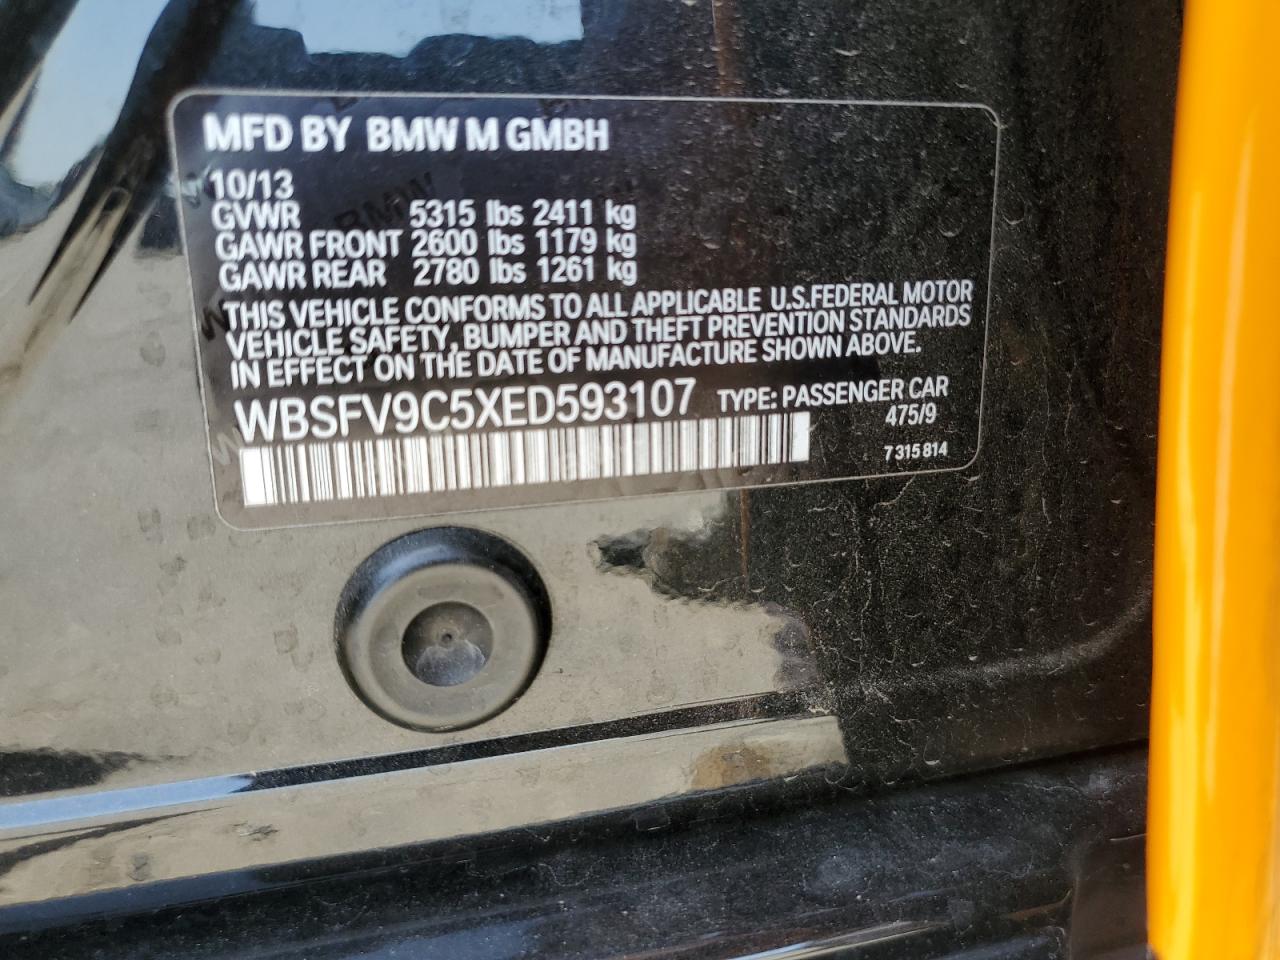 MFD BY BMW M GMBH
10/13
GVWR 5315 lbs 2411 kg
GAWR FRONT 2600 lbs 1179 kg
GAWR REAR 2780 lbs 1261 kg
THIS VEHICLE CONFORMS TO ALL APPLICABLE U.S.FEDERAL MOTOR
VEHICLE SAFETY, BUMPER AND THEFT PREVENTION STANDARDS
IN EFFECT ON THE DATE OF MANUFACTURE SHOWN ABOVE.
WBSFV9C5XED593107 TYPE: PASSENGER CAR
475/9
7 315 814